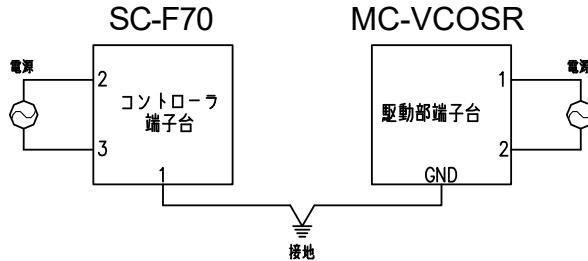 SC-F70
MC-VCOSR
電源
2
コントローラ
端子台
3
1
電源
1
駆動部端子台
2
GND
接地